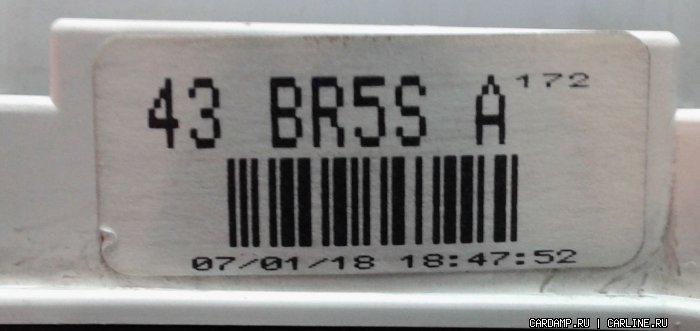 43 BR5S A 172
07/01/18 18:47:52
CARDAMP.RU | CARLINE.RU